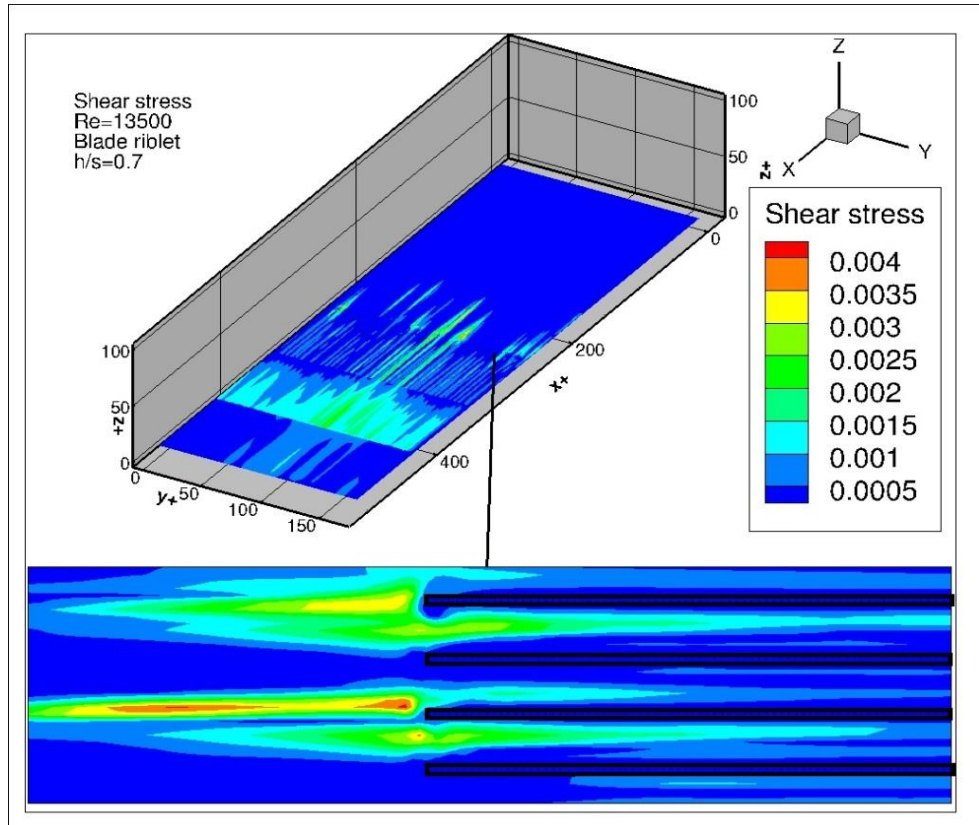 Shear stress
Re=13500
Blade riblet
h/s=0.7
Z
X
Y
100
50
0
z+
0
200
x+
400
100
50
0
z+
0
50
100
150
y+
Shear stress
0.004
0.0035
0.003
0.0025
0.002
0.0015
0.001
0.0005